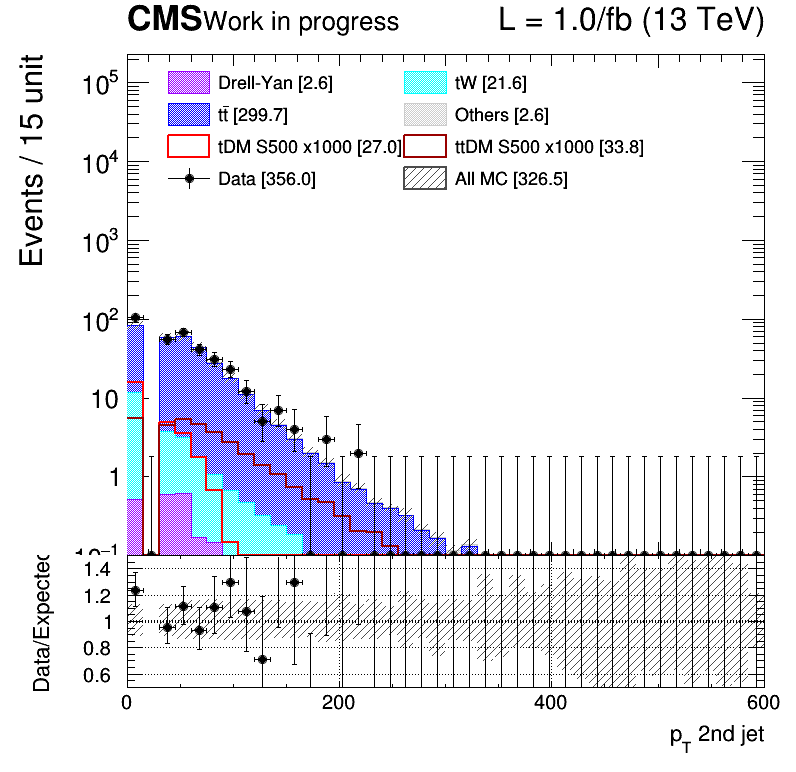 CMS Work in progress L = 1.0/fb (13 TeV)
Events / 15 unit
Drell-Yan [2.6] tW [21.6]
tt̄ [299.7] Others [2.6]
tDM S500 x1000 [27.0] ttDM S500 x1000 [33.8]
Data [356.0] All MC [326.5]
10⁵
10⁴
10³
10²
10
1
10⁻¹
Data/Expected
1.4
1.2
1
0.8
0.6
0 200 400 600
p_T 2nd jet